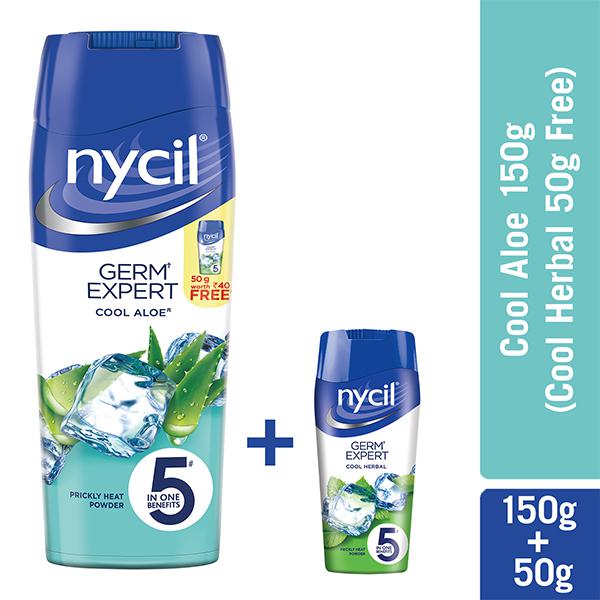 nycil®
50 g
worth ₹40
FREE
GERM†
EXPERT
COOL ALOE
PRICKLY HEAT
POWDER
5#
IN ONE
BENEFITS
+
nycil®
GERM†
EXPERT
COOL HERBAL
PRICKLY HEAT
POWDER
5#
IN ONE
BENEFITS
Cool Aloe 150g
(Cool Herbal 50g Free)
150g
+
50g